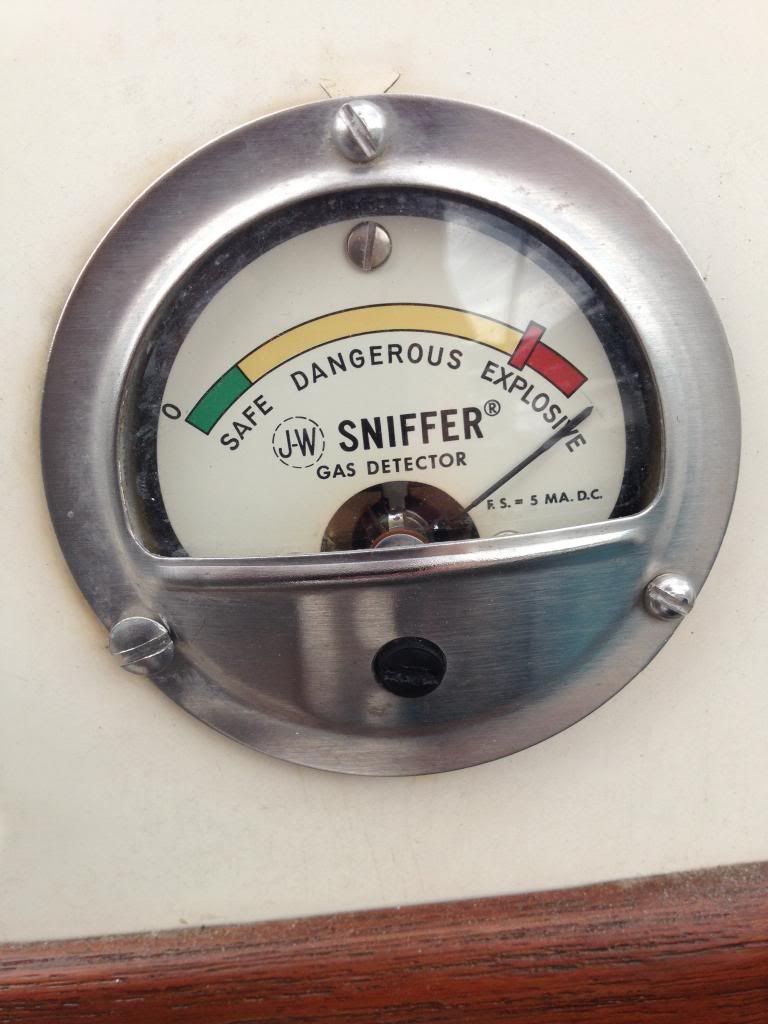 0 SAFE DANGEROUS EXPLOSIVE
J-W SNIFFER®
GAS DETECTOR
F.S. = 5 MA. D.C.